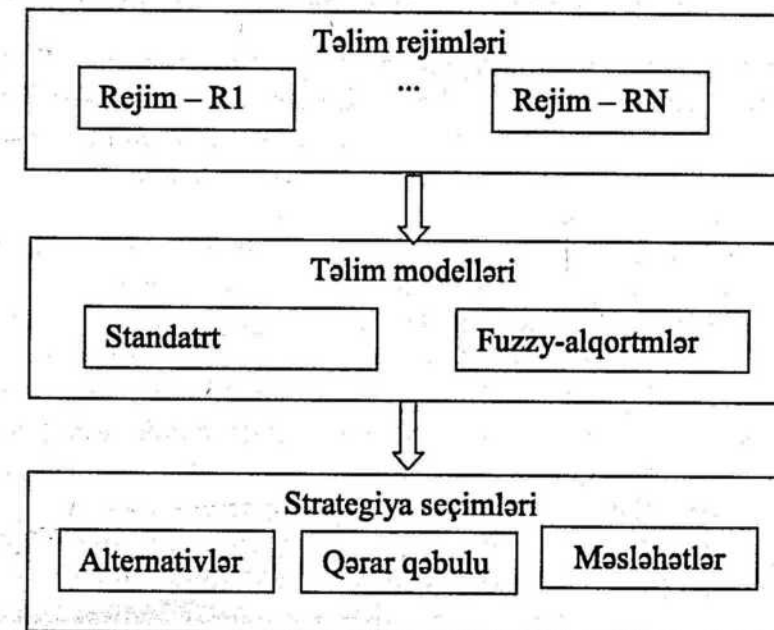 Təlim rejimləri
Rejim – R1 ... Rejim – RN
Təlim modelləri
Standatrt Fuzzy-alqortmlər
Strategiya seçimləri
Alternativlər Qərar qəbulu Məsləhətlər